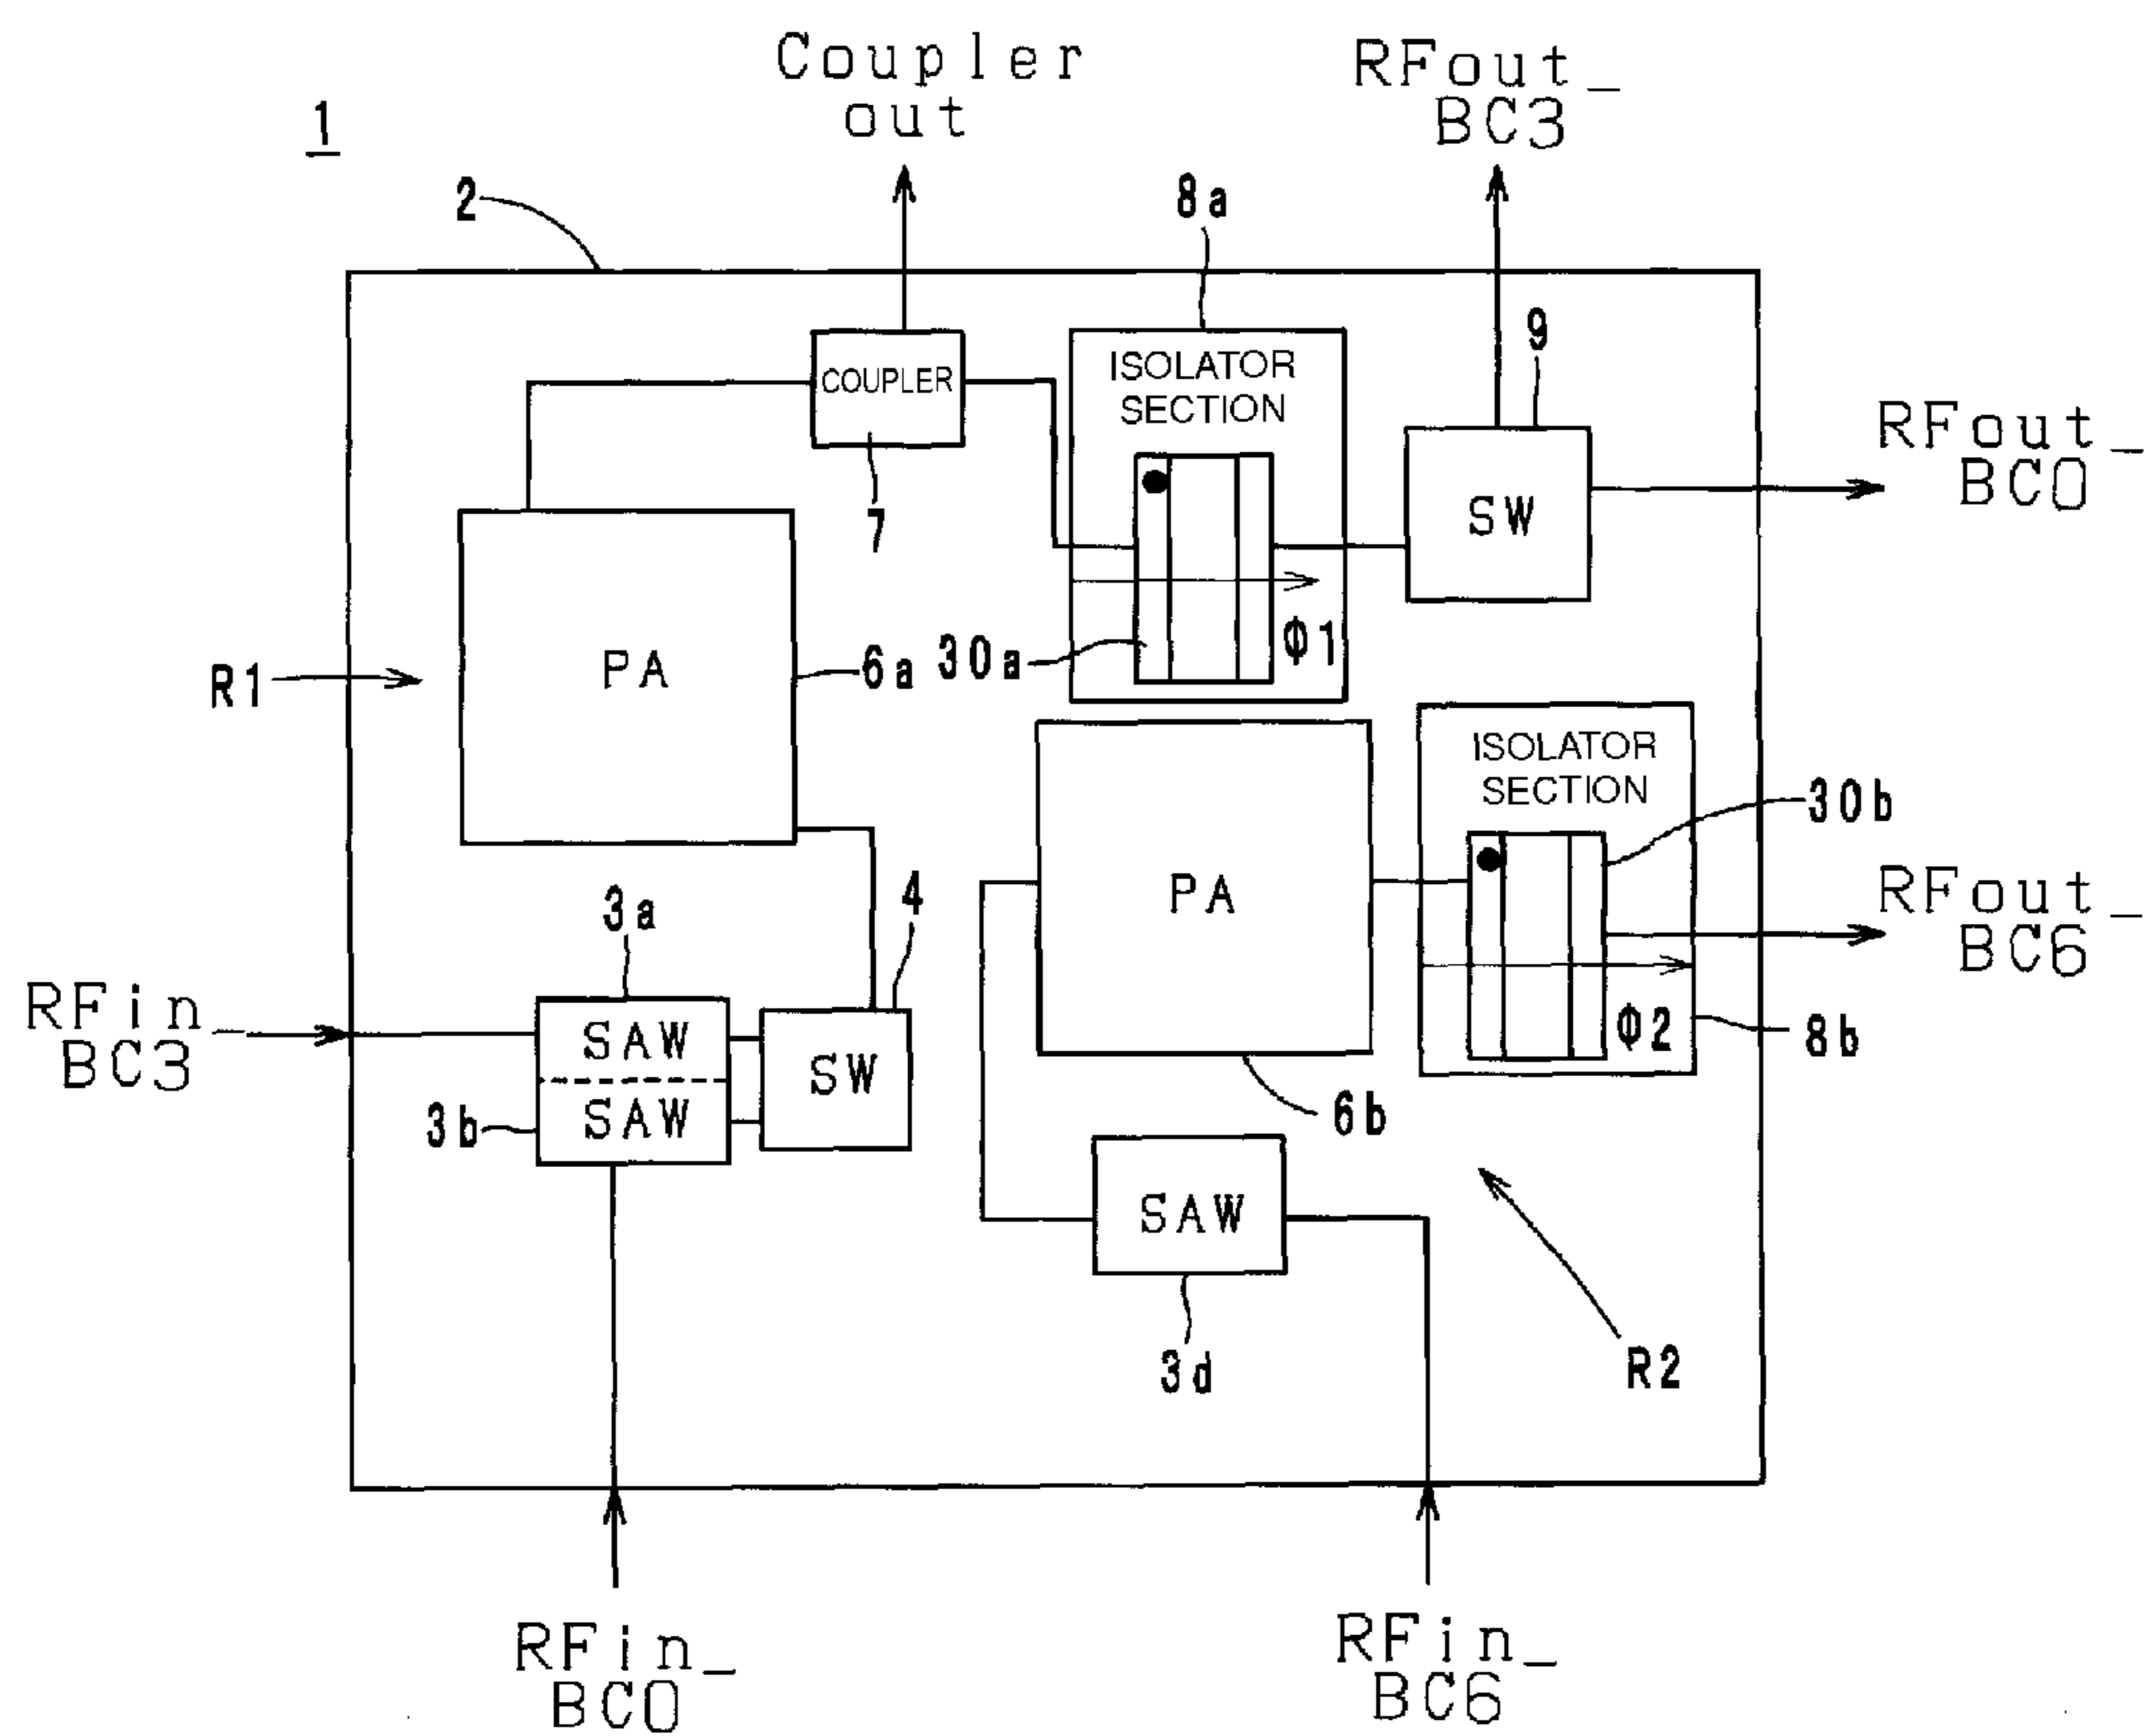 Coupler
out
RFout_
BC3
1
2
8a
9
ISOLATOR
SECTION
COUPLER
RFout_
BC0
7
SW
PA
6a
30a
Φ1
R1
ISOLATOR
SECTION
30b
PA
3a
4
RFout_
BC6
RFin_
BC3
SAW
SW
Φ2
8b
3b
SAW
6b
SAW
3d
R2
RFin_
BC0
RFin_
BC6